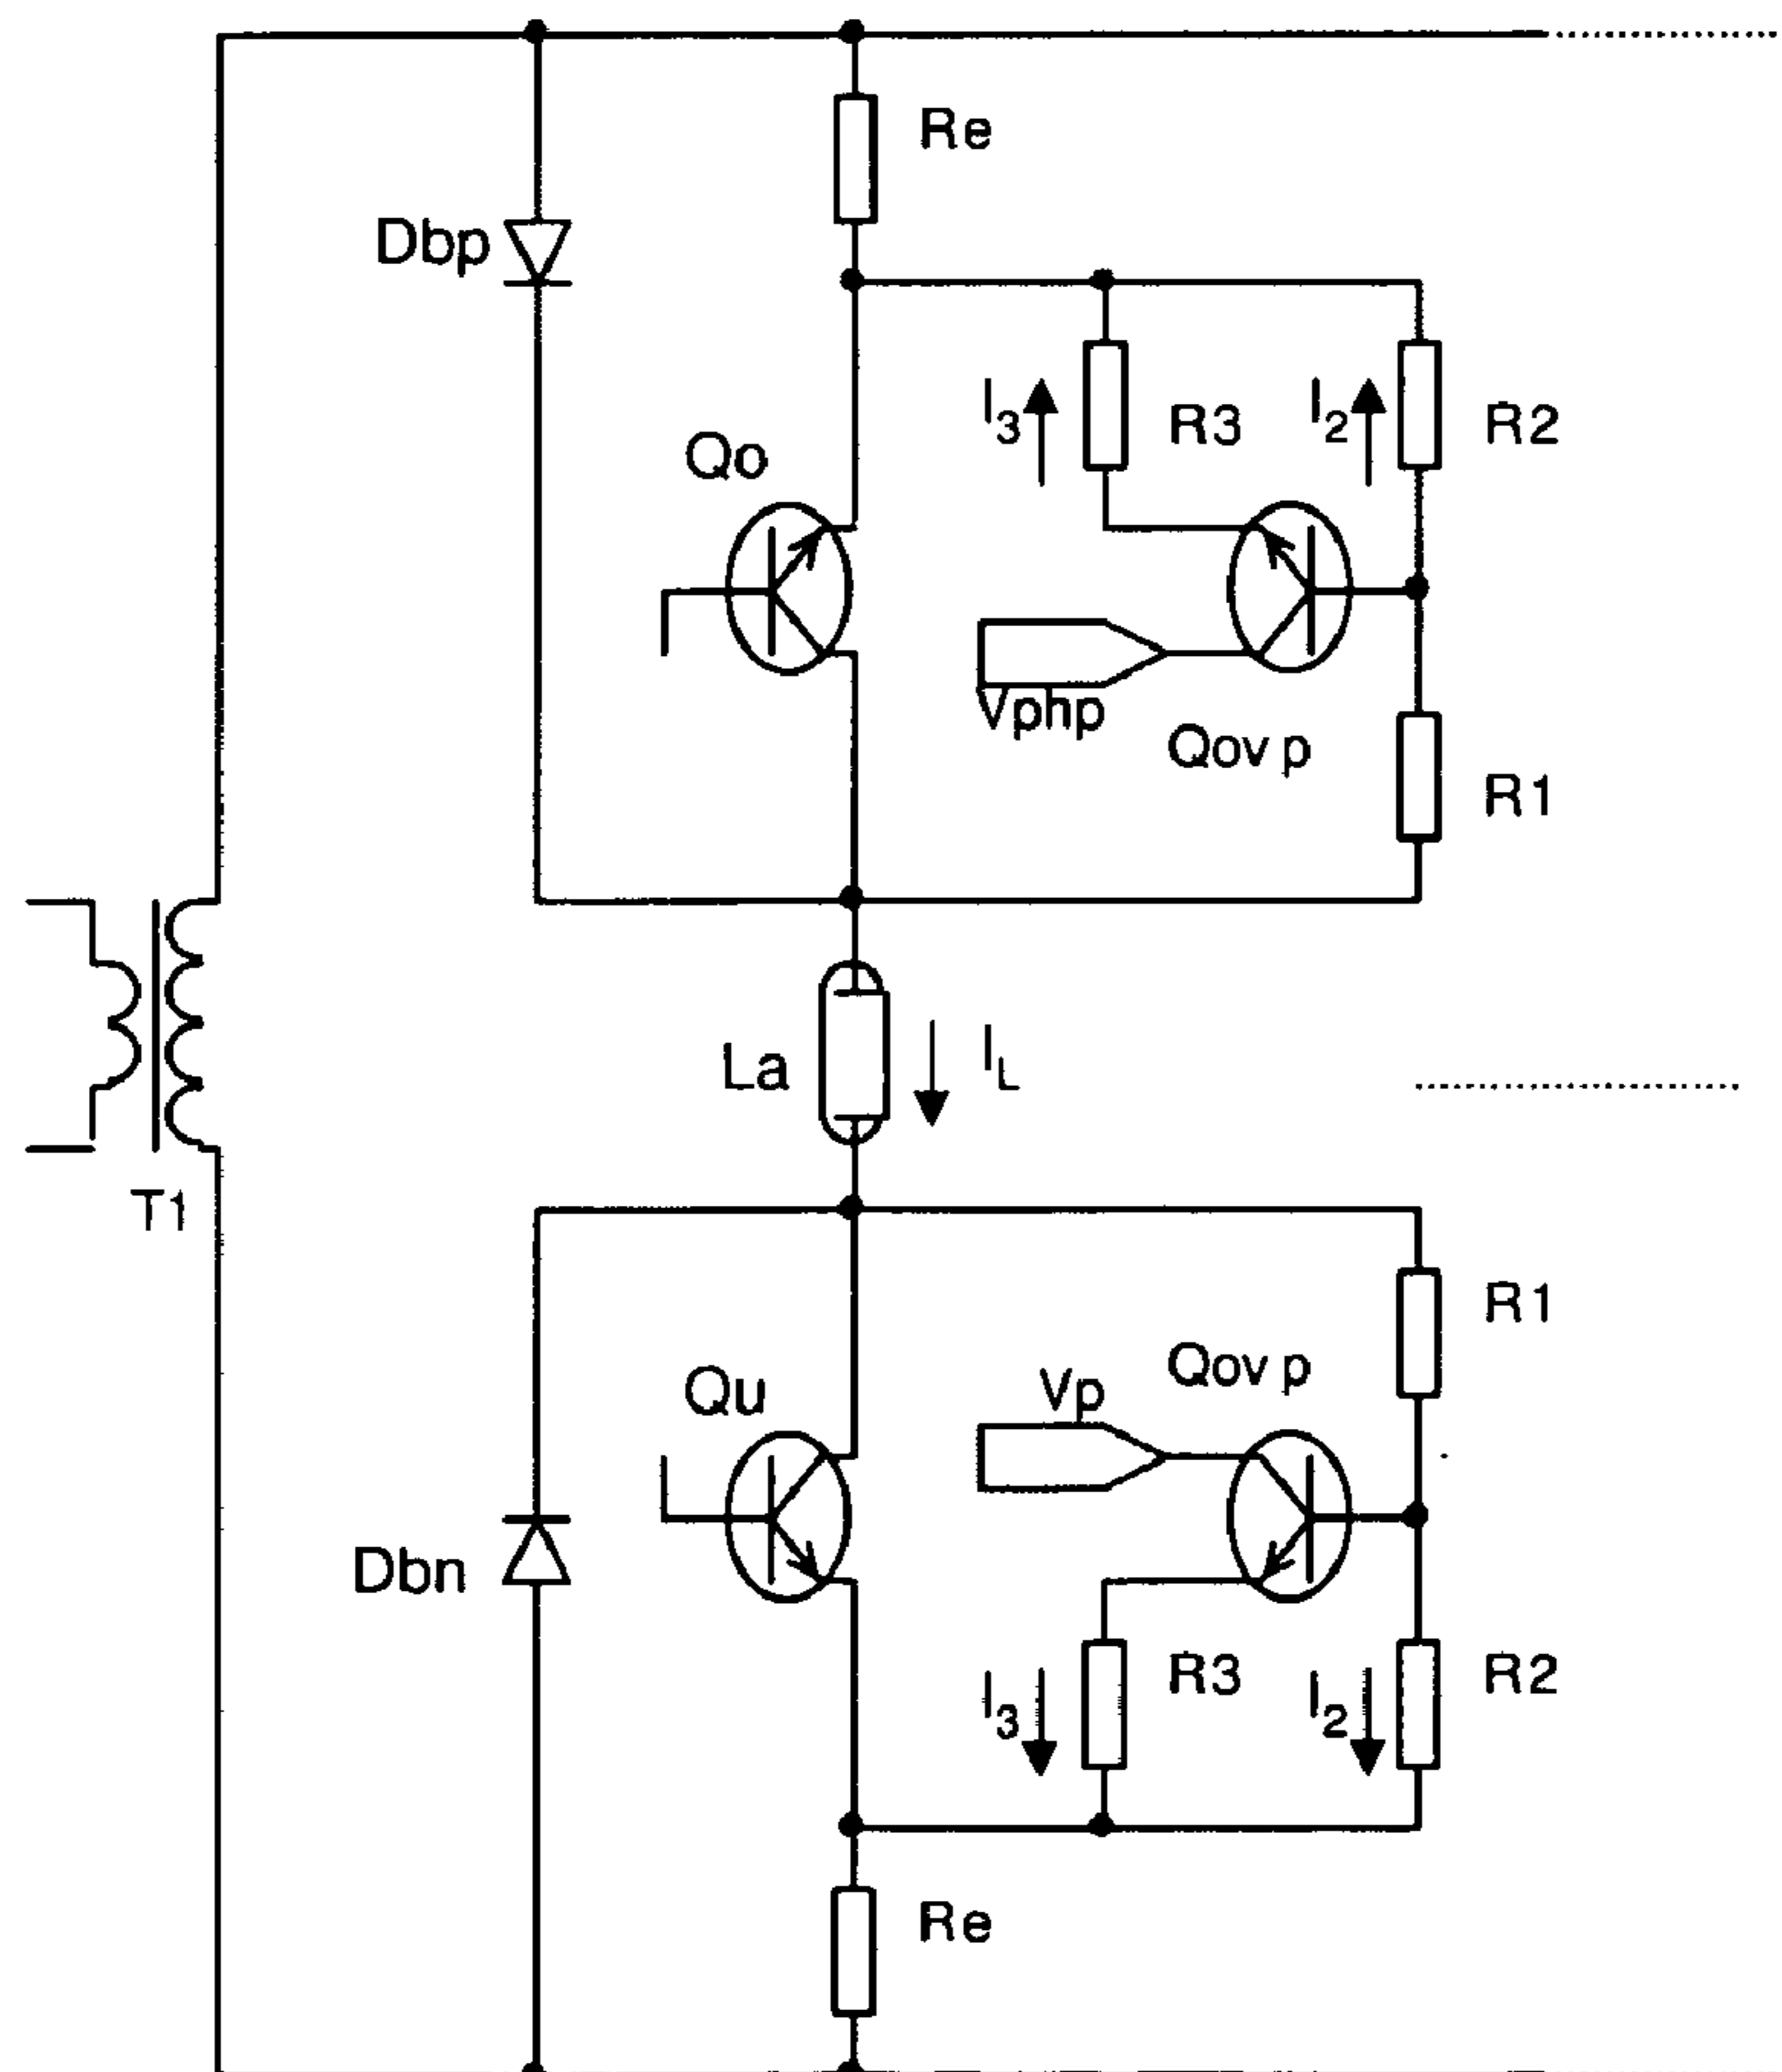 Re
Dbp
I3
R3
I2
R2
Qo
Vphp
Qov p
R1
La
IL
T1
R1
Qov p
Vp
Qu
Dbn
I3
R3
I2
R2
Re